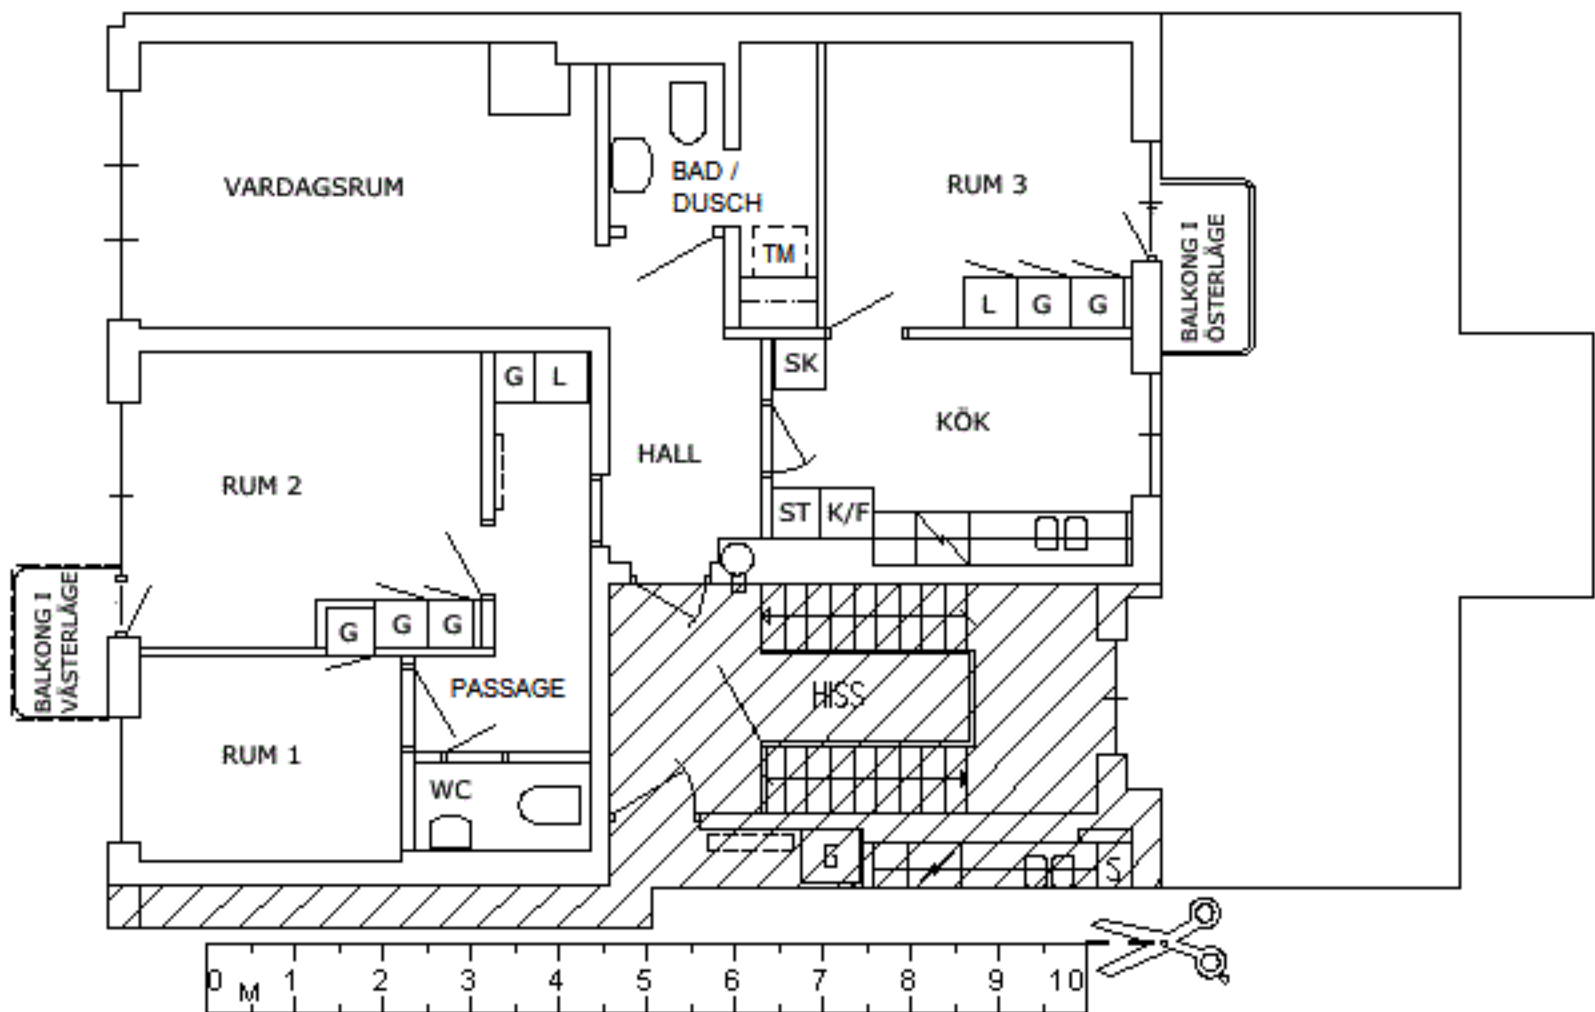 VARDAGSRUM
BAD /
DUSCH
TM
RUM 3
L G G
BALKONG I
ÖSTERLÄGE
G L
SK
KÖK
HALL
RUM 2
ST K/F
BALKONG I
VÄSTERLÄGE
G G G
PASSAGE
HISS
RUM 1
WC
G
S
0 1 2 3 4 5 6 7 8 9 10
M